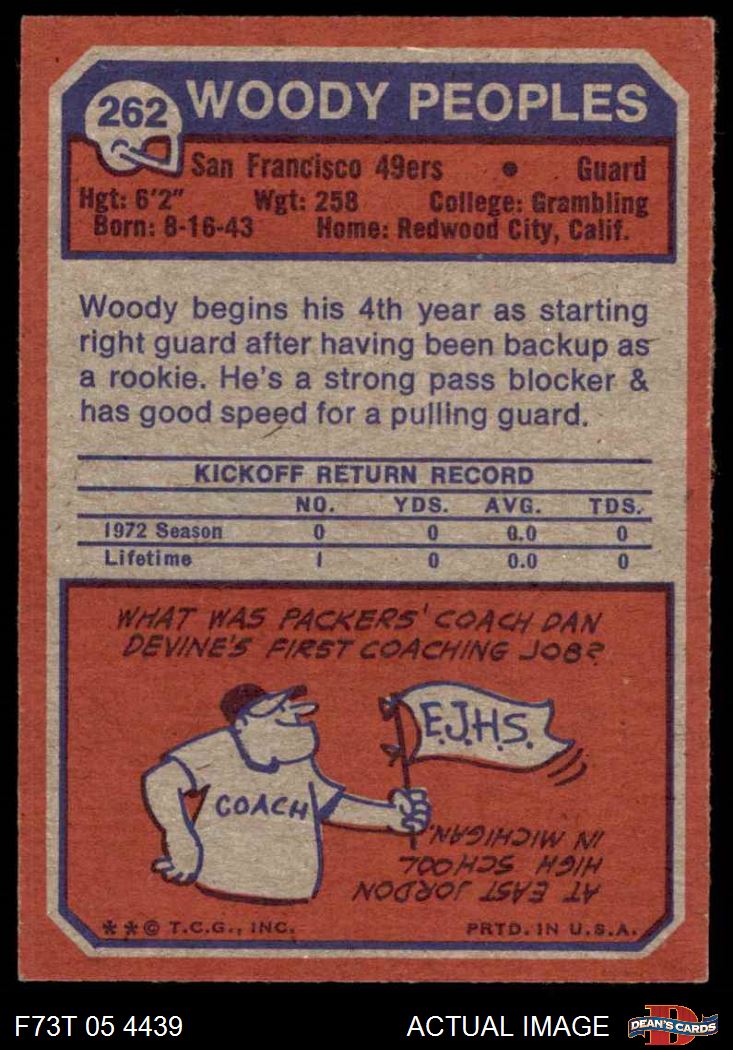 262 WOODY PEOPLES
San Francisco 49ers • Guard
Hgt: 6'2" Wgt: 258 College: Grambling
Born: 8-16-43 Home: Redwood City, Calif.
Woody begins his 4th year as starting
right guard after having been backup as
a rookie. He's a strong pass blocker &
has good speed for a pulling guard.
KICKOFF RETURN RECORD
NO. YDS. AVG. TDS.
1972 Season 0 0 0.0 0
Lifetime 1 0 0.0 0
WHAT WAS PACKERS' COACH DAN
DEVINE'S FIRST COACHING JOB?
E.J.H.S.
COACH
AT EAST JORDON
HIGH SCHOOL
IN MICHIGAN.
**© T.C.G., INC. PRTD. IN U.S.A.
F73T 05 4439 ACTUAL IMAGE D DEAN'S CARDS